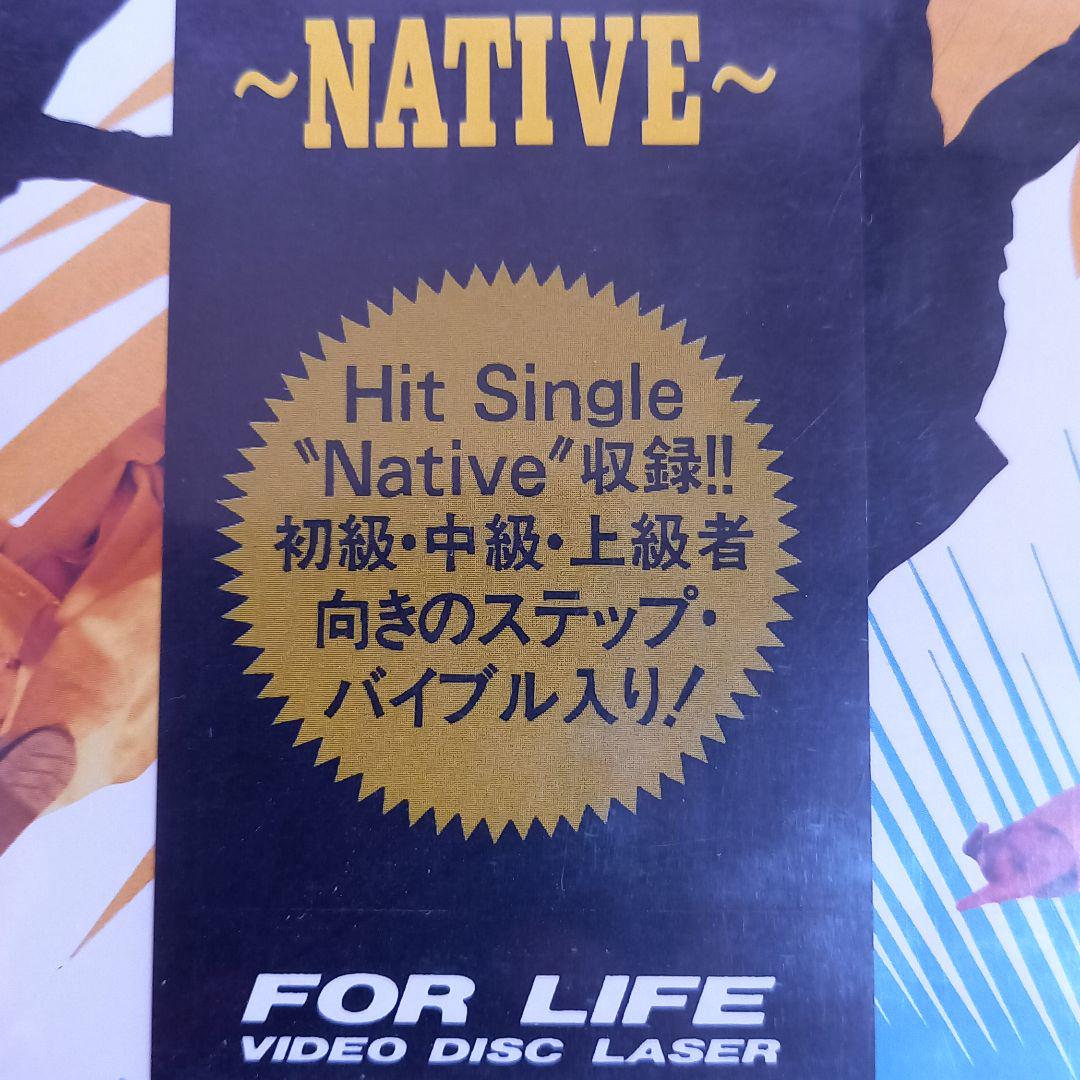 ~NATIVE~
Hit Single
"Native"収録!!
初級・中級・上級者
向きのステップ・
バイブル入り!
FOR LIFE
VIDEO DISC LASER